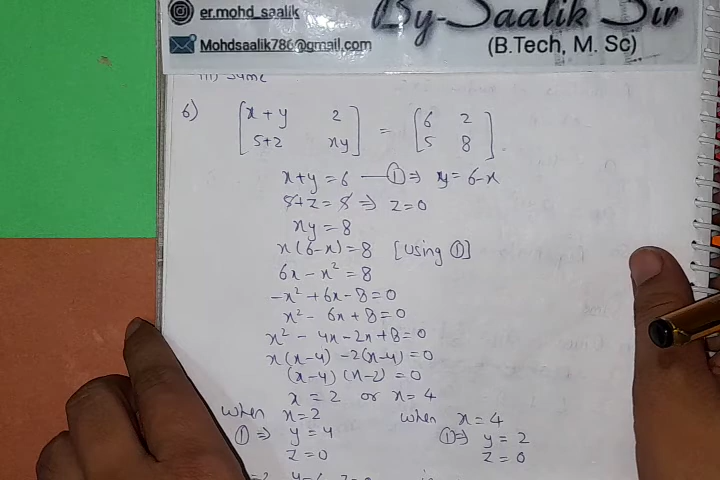 er.mohd_saalik
By-Saalik Sir
Mohdsaalik786@gmail.com
(B.Tech, M. Sc)
6) [x + y 2 = [6 2
5+z xy] 5 8].
x+y = 6 —① ⇒ y = 6-x
5+z = 5 ⇒ z=0
xy = 8
x(6-x) = 8 [using ①]
6x - x² = 8
-x² + 6x - 8 = 0
x² - 6x + 8 = 0
x² - 4x - 2x + 8 = 0
x(x-4) -2(x-4) = 0
(x-4) (x-2) = 0
x = 2 or x = 4
when x=2 when x=4
① ⇒ y = 4 ① ⇒ y = 2
z = 0 z = 0